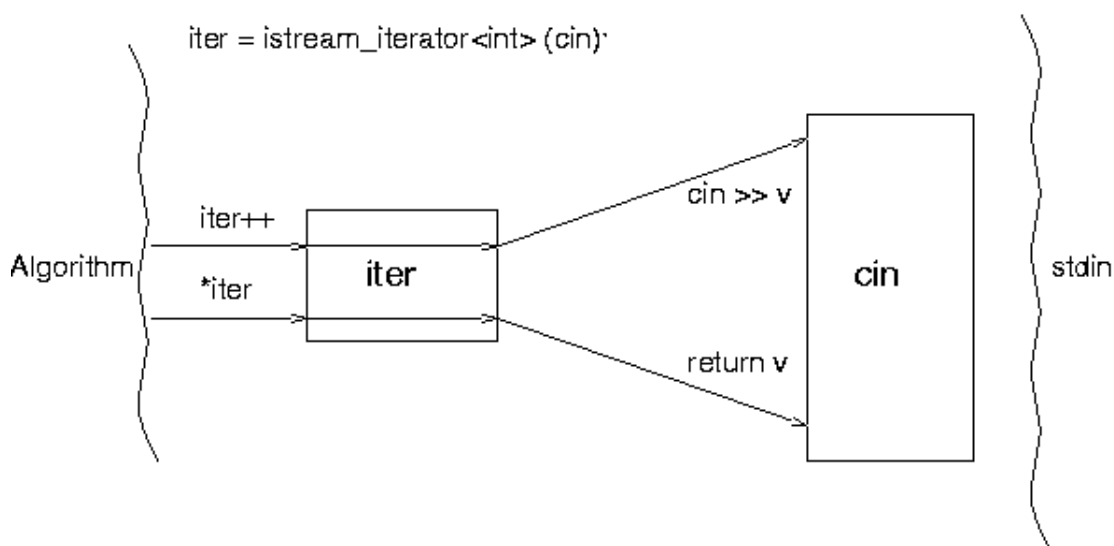 iter = istream_iterator<int> (cin)
iter++
cin >> v
Algorithm
iter
cin
stdin
*iter
return v